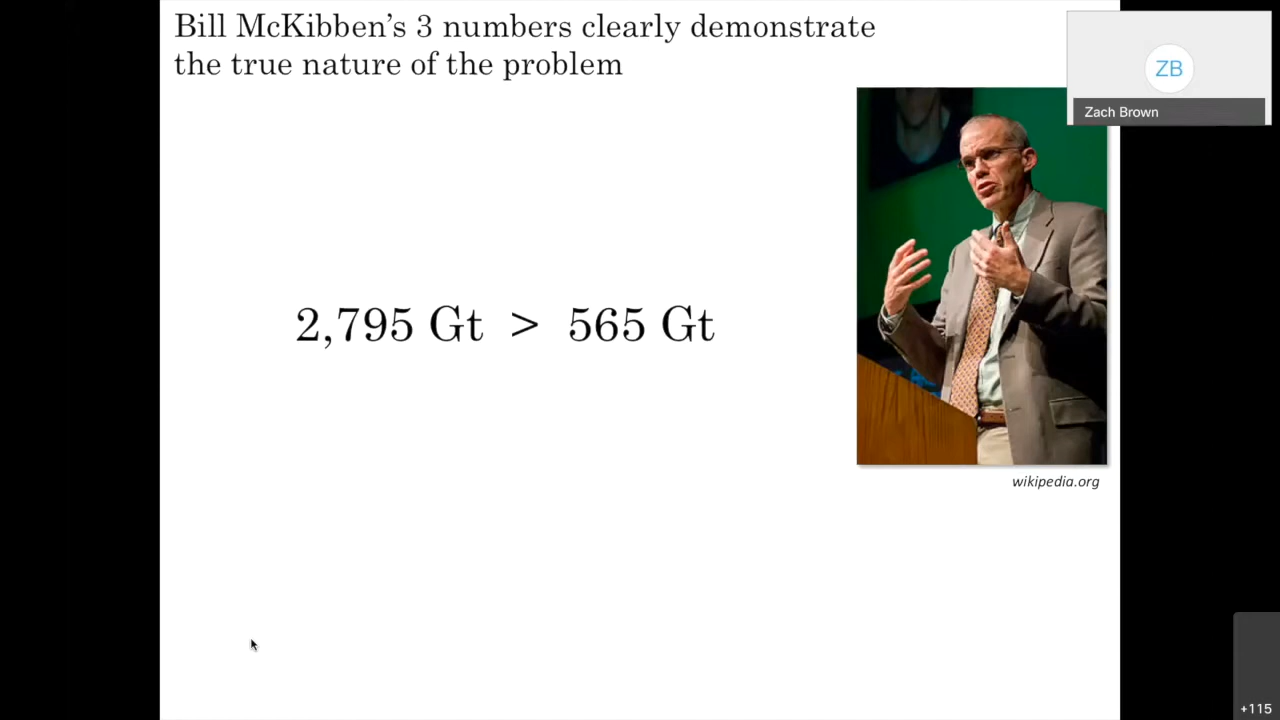 Bill McKibben's 3 numbers clearly demonstrate
the true nature of the problem
ZB
Zach Brown
2,795 Gt > 565 Gt
wikipedia.org
+115